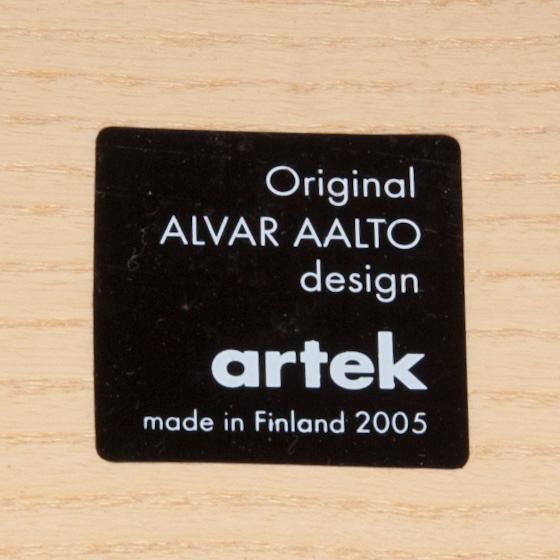 Original
ALVAR AALTO
design
artek
made in Finland 2005